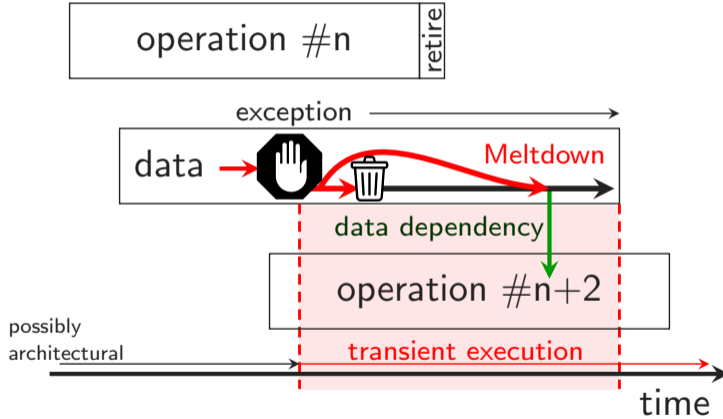 operation #n
retire
exception
data
Meltdown
data dependency
operation #n+2
possibly
architectural
transient execution
time